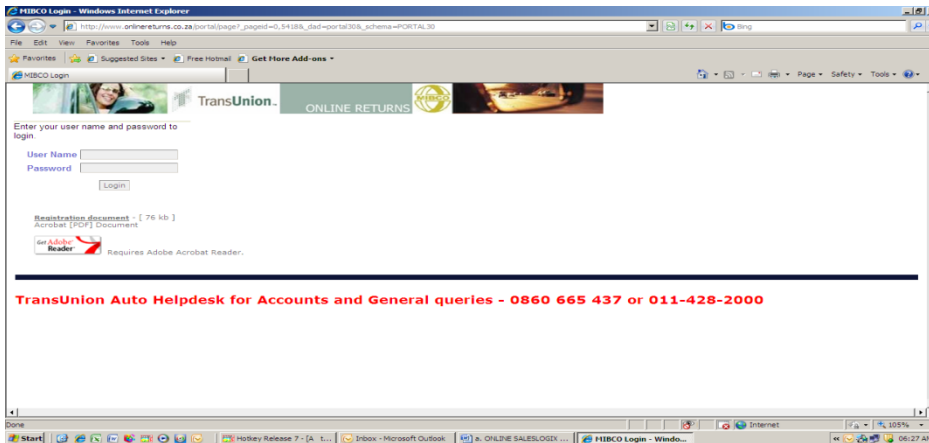 MIBCO Login - Windows Internet Explorer
http://www.onlinereturns.co.za/portal/page?_pageid=0,5418&_dad=portal30&_schema=PORTAL30
Bing
File Edit View Favorites Tools Help
Favorites Suggested Sites Free Hotmail Get More Add-ons
MIBCO Login
Page Safety Tools
TransUnion. ONLINE RETURNS MIBCO
Enter your user name and password to
login.
User Name
Password
Login
Registration document - [ 76 kb ]
Acrobat [PDF] Document
Get Adobe Reader
Requires Adobe Acrobat Reader.
TransUnion Auto Helpdesk for Accounts and General queries - 0860 665 437 or 011-428-2000
Done Internet 105%
Start Hotkey Release 7 - [A t... Inbox - Microsoft Outlook a. ONLINE SALESLOGIX ... MIBCO Login - Windo... 06:27 AM